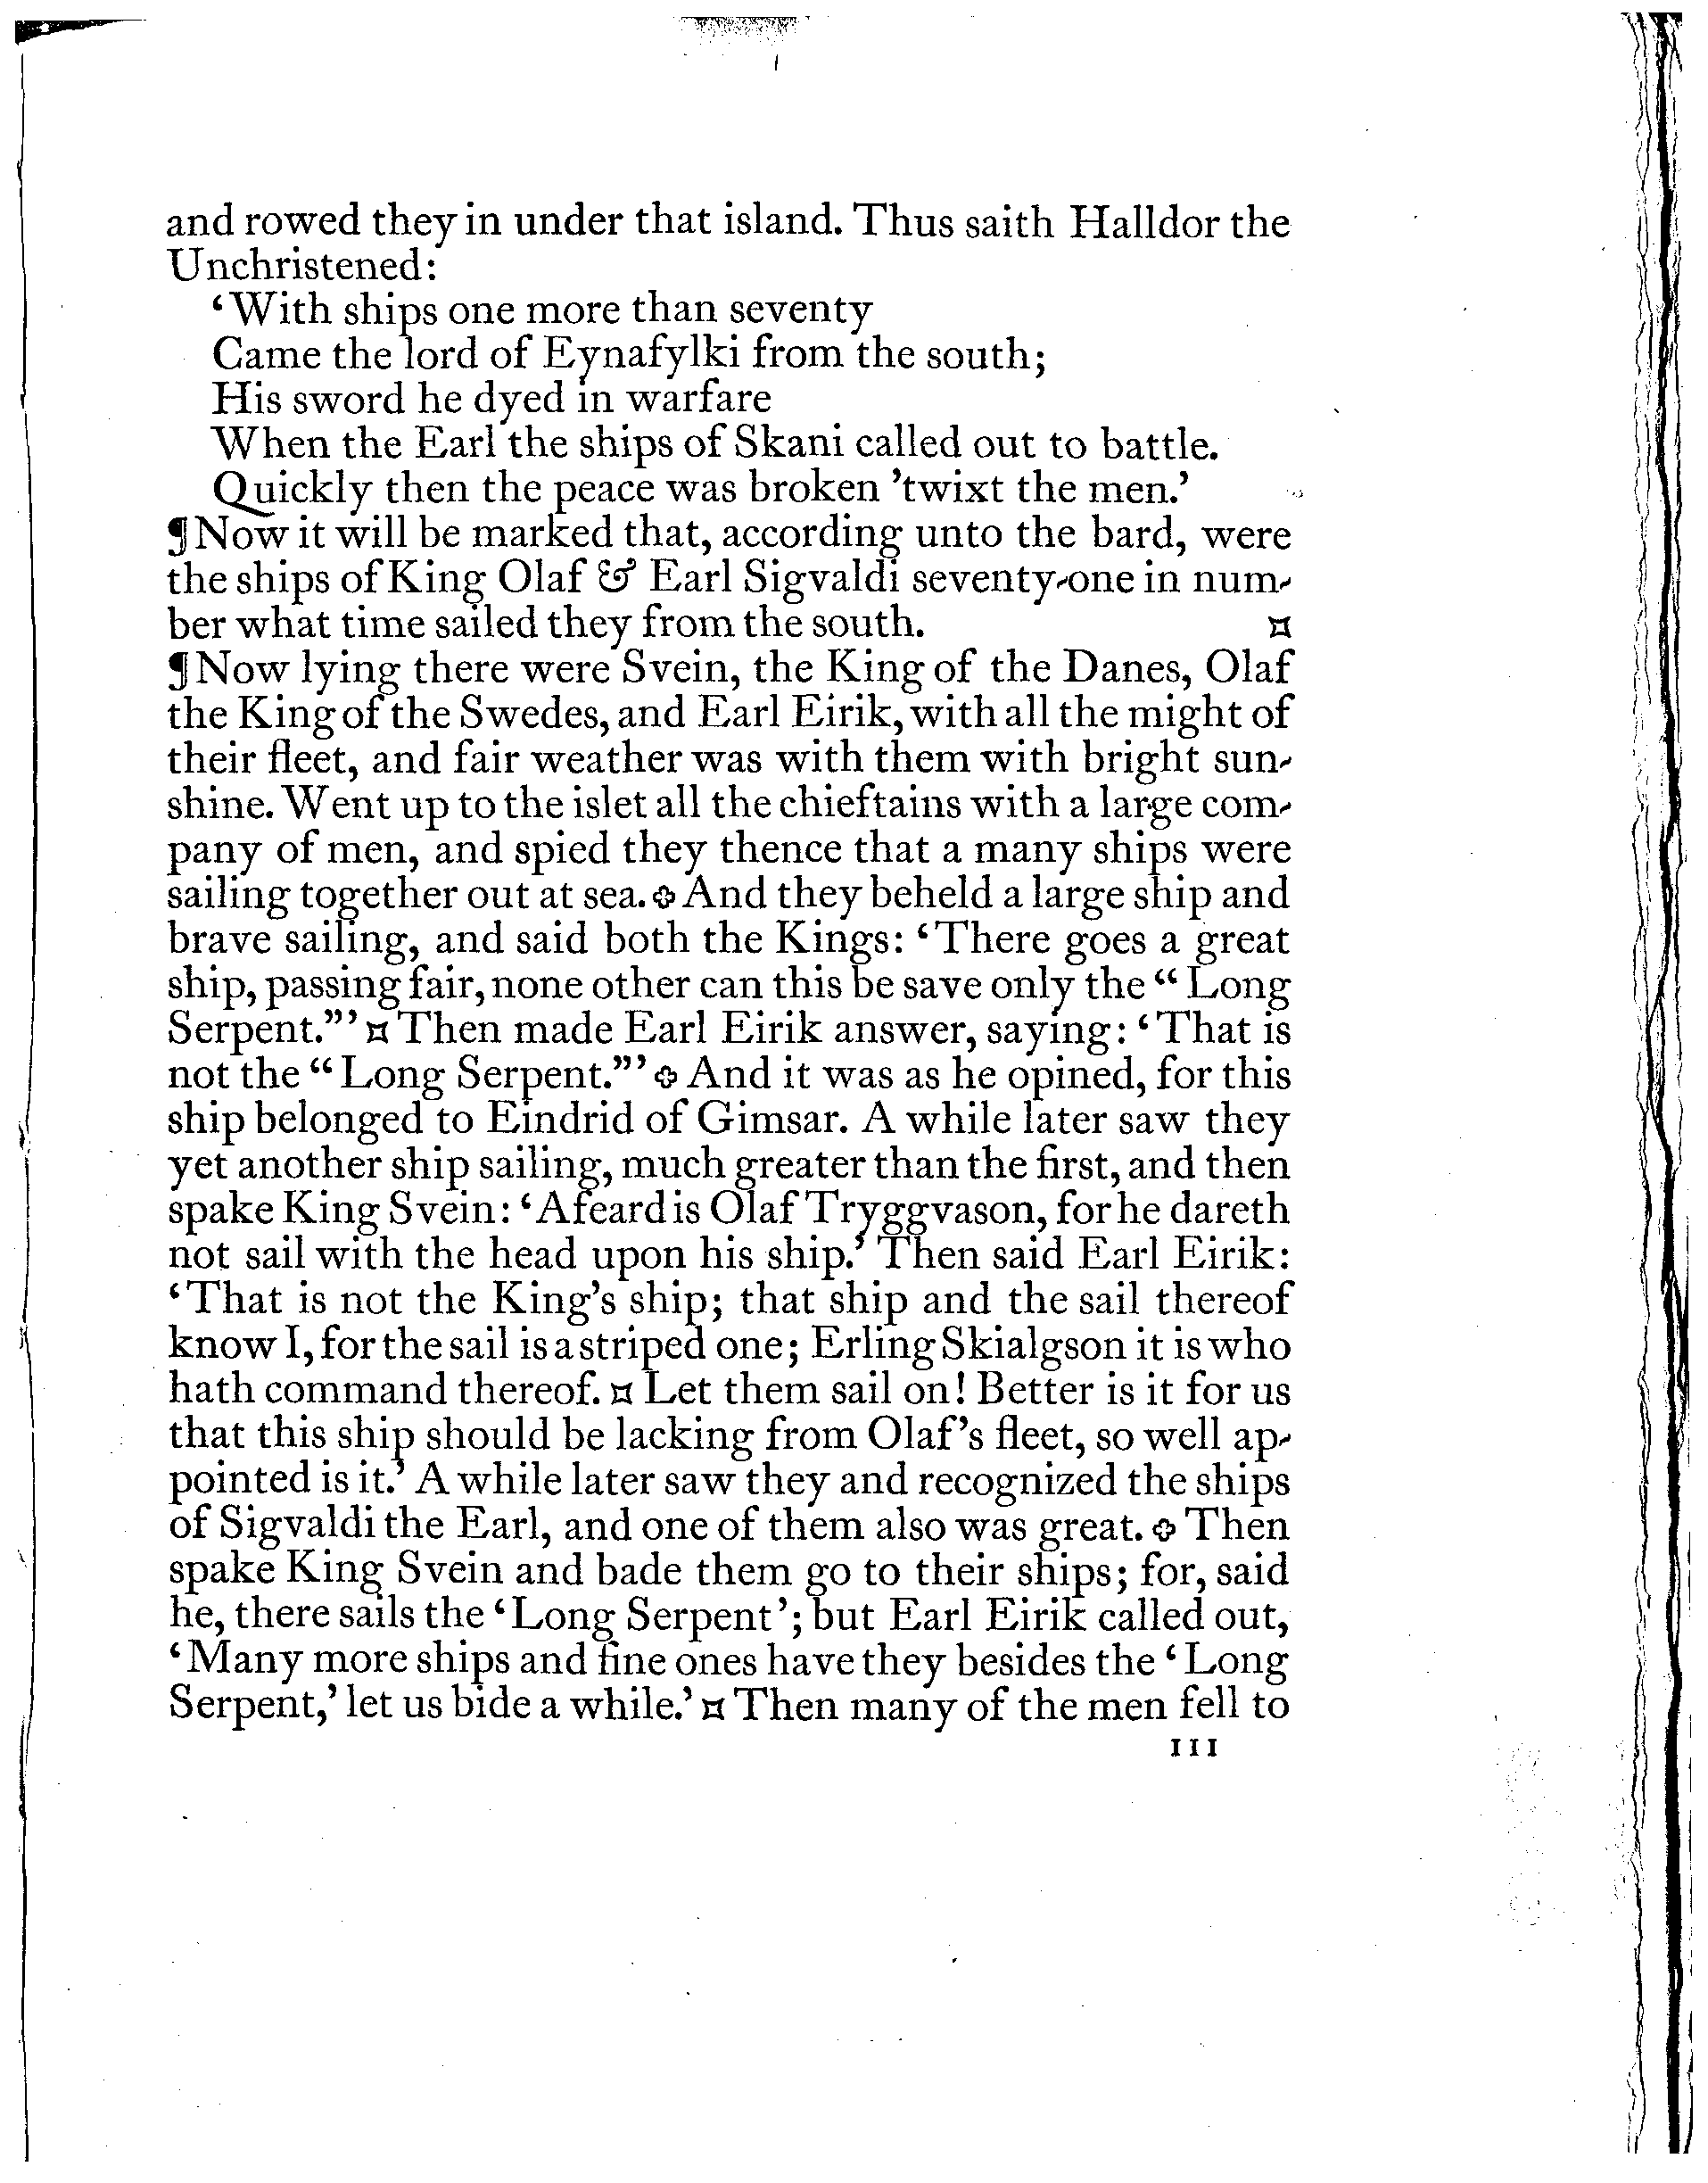 and rowed they in under that island. Thus saith Halldor the
Unchristened:
‘With ships one more than seventy
Came the lord of Eynafylki from the south;
His sword he dyed in warfare
When the Earl the ships of Skani called out to battle.
Quickly then the peace was broken ’twixt the men.’
¶Now it will be marked that, according unto the bard, were
the ships of King Olaf & Earl Sigvaldi seventy-one in num-
ber what time sailed they from the south. ¤
¶Now lying there were Svein, the King of the Danes, Olaf
the King of the Swedes, and Earl Eirik, with all the might of
their fleet, and fair weather was with them with bright sun-
shine. Went up to the islet all the chieftains with a large com-
pany of men, and spied they thence that a many ships were
sailing together out at sea. ✥ And they beheld a large ship and
brave sailing, and said both the Kings: ‘There goes a great
ship, passing fair, none other can this be save only the “Long
Serpent.”’ ¤ Then made Earl Eirik answer, saying: ‘That is
not the “Long Serpent.”’ ✥ And it was as he opined, for this
ship belonged to Eindrid of Gimsar. A while later saw they
yet another ship sailing, much greater than the first, and then
spake King Svein: ‘Afeard is Olaf Tryggvason, for he dareth
not sail with the head upon his ship.’ Then said Earl Eirik:
‘That is not the King’s ship; that ship and the sail thereof
know I, for the sail is a striped one; Erling Skialgson it is who
hath command thereof. ¤ Let them sail on! Better is it for us
that this ship should be lacking from Olaf’s fleet, so well ap-
pointed is it.’ A while later saw they and recognized the ships
of Sigvaldi the Earl, and one of them also was great. ✥ Then
spake King Svein and bade them go to their ships; for, said
he, there sails the ‘Long Serpent’; but Earl Eirik called out,
‘Many more ships and fine ones have they besides the ‘Long
Serpent,’ let us bide a while.’ ¤ Then many of the men fell to
111